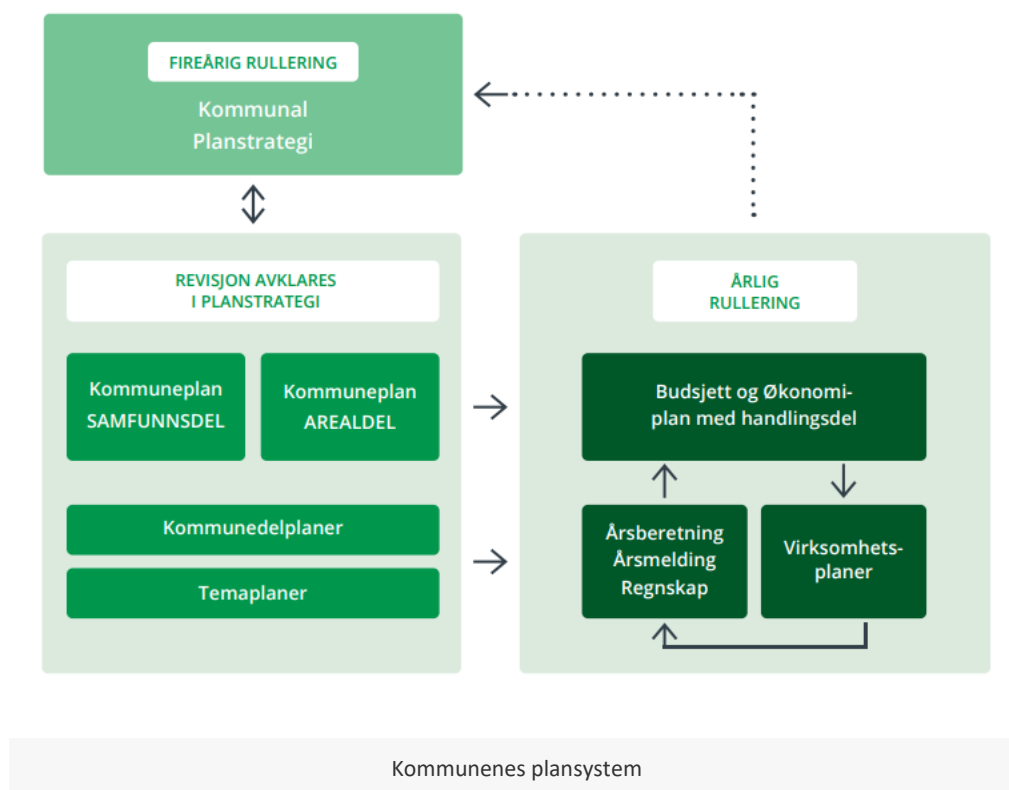 FIREÅRIG RULLERING
Kommunal
Planstrategi
REVISJON AVKLARES
I PLANSTRATEGI
Kommuneplan
SAMFUNNSDEL
Kommuneplan
AREALDEL
Kommunedelplaner
Temaplaner
ÅRLIG
RULLERING
Budsjett og Økonomi-
plan med handlingsdel
Årsberetning
Årsmelding
Regnskap
Virksomhets-
planer
Kommunenes plansystem